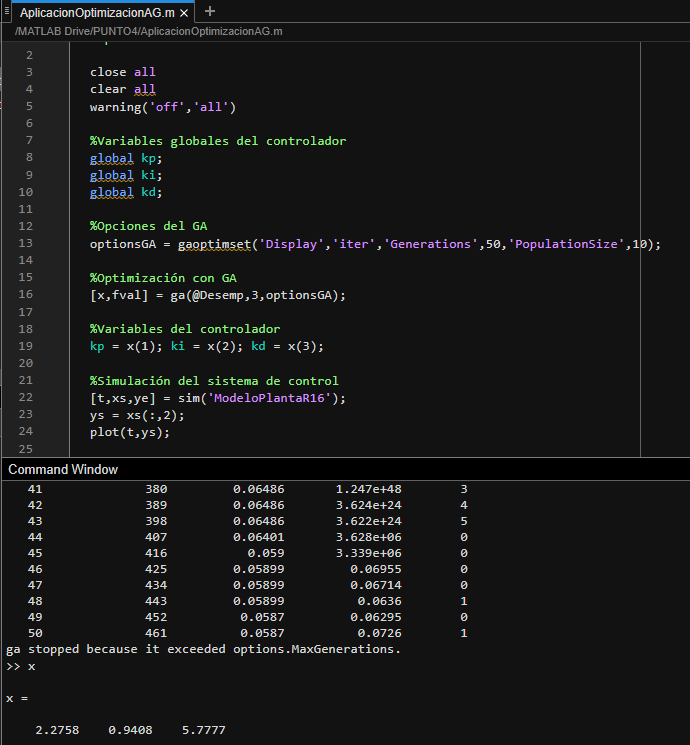 AplicacionOptimizacionAG.m × +
/MATLAB Drive/PUNTO4/AplicacionOptimizacionAG.m
2
3 close all
4 clear all
5 warning('off','all')
6
7 %Variables globales del controlador
8 global kp;
9 global ki;
10 global kd;
11
12 %Opciones del GA
13 optionsGA = gaoptimset('Display','iter','Generations',50,'PopulationSize',10);
14
15 %Optimización con GA
16 [x,fval] = ga(@Desemp,3,optionsGA);
17
18 %Variables del controlador
19 kp = x(1); ki = x(2); kd = x(3);
20
21 %Simulación del sistema de control
22 [t,xs,ye] = sim('ModeloPlantaR16');
23 ys = xs(:,2);
24 plot(t,ys);
25
Command Window
41 380 0.06486 1.247e+48 3
42 389 0.06486 3.624e+24 4
43 398 0.06486 3.622e+24 5
44 407 0.06401 3.628e+06 0
45 416 0.059 3.339e+06 0
46 425 0.05899 0.06955 0
47 434 0.05899 0.06714 0
48 443 0.05899 0.0636 1
49 452 0.0587 0.06295 0
50 461 0.0587 0.0726 1
ga stopped because it exceeded options.MaxGenerations.
>> x
x =
2.2758 0.9408 5.7777